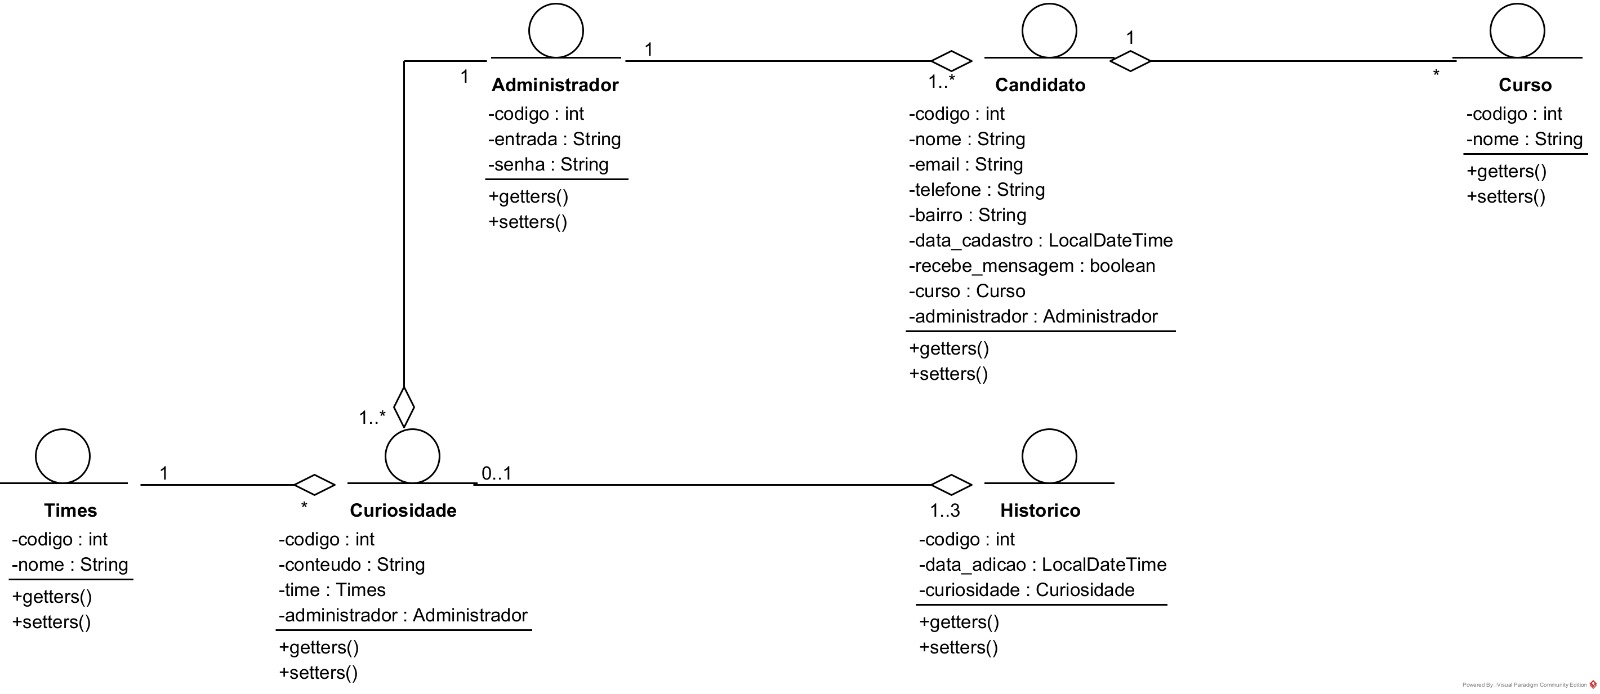 1
1
1..*
Administrador
-codigo : int
-entrada : String
-senha : String
+getters()
+setters()
Candidato
-codigo : int
-nome : String
-email : String
-telefone : String
-bairro : String
-data_cadastro : LocalDateTime
-recebe_mensagem : boolean
-curso : Curso
-administrador : Administrador
+getters()
+setters()
1
*
Curso
-codigo : int
-nome : String
+getters()
+setters()
1..*
1
*
0..1
1..3
Times
-codigo : int
-nome : String
+getters()
+setters()
Curiosidade
-codigo : int
-conteudo : String
-time : Times
-administrador : Administrador
+getters()
+setters()
Historico
-codigo : int
-data_adicao : LocalDateTime
-curiosidade : Curiosidade
+getters()
+setters()
Powered By Visual Paradigm Community Edition